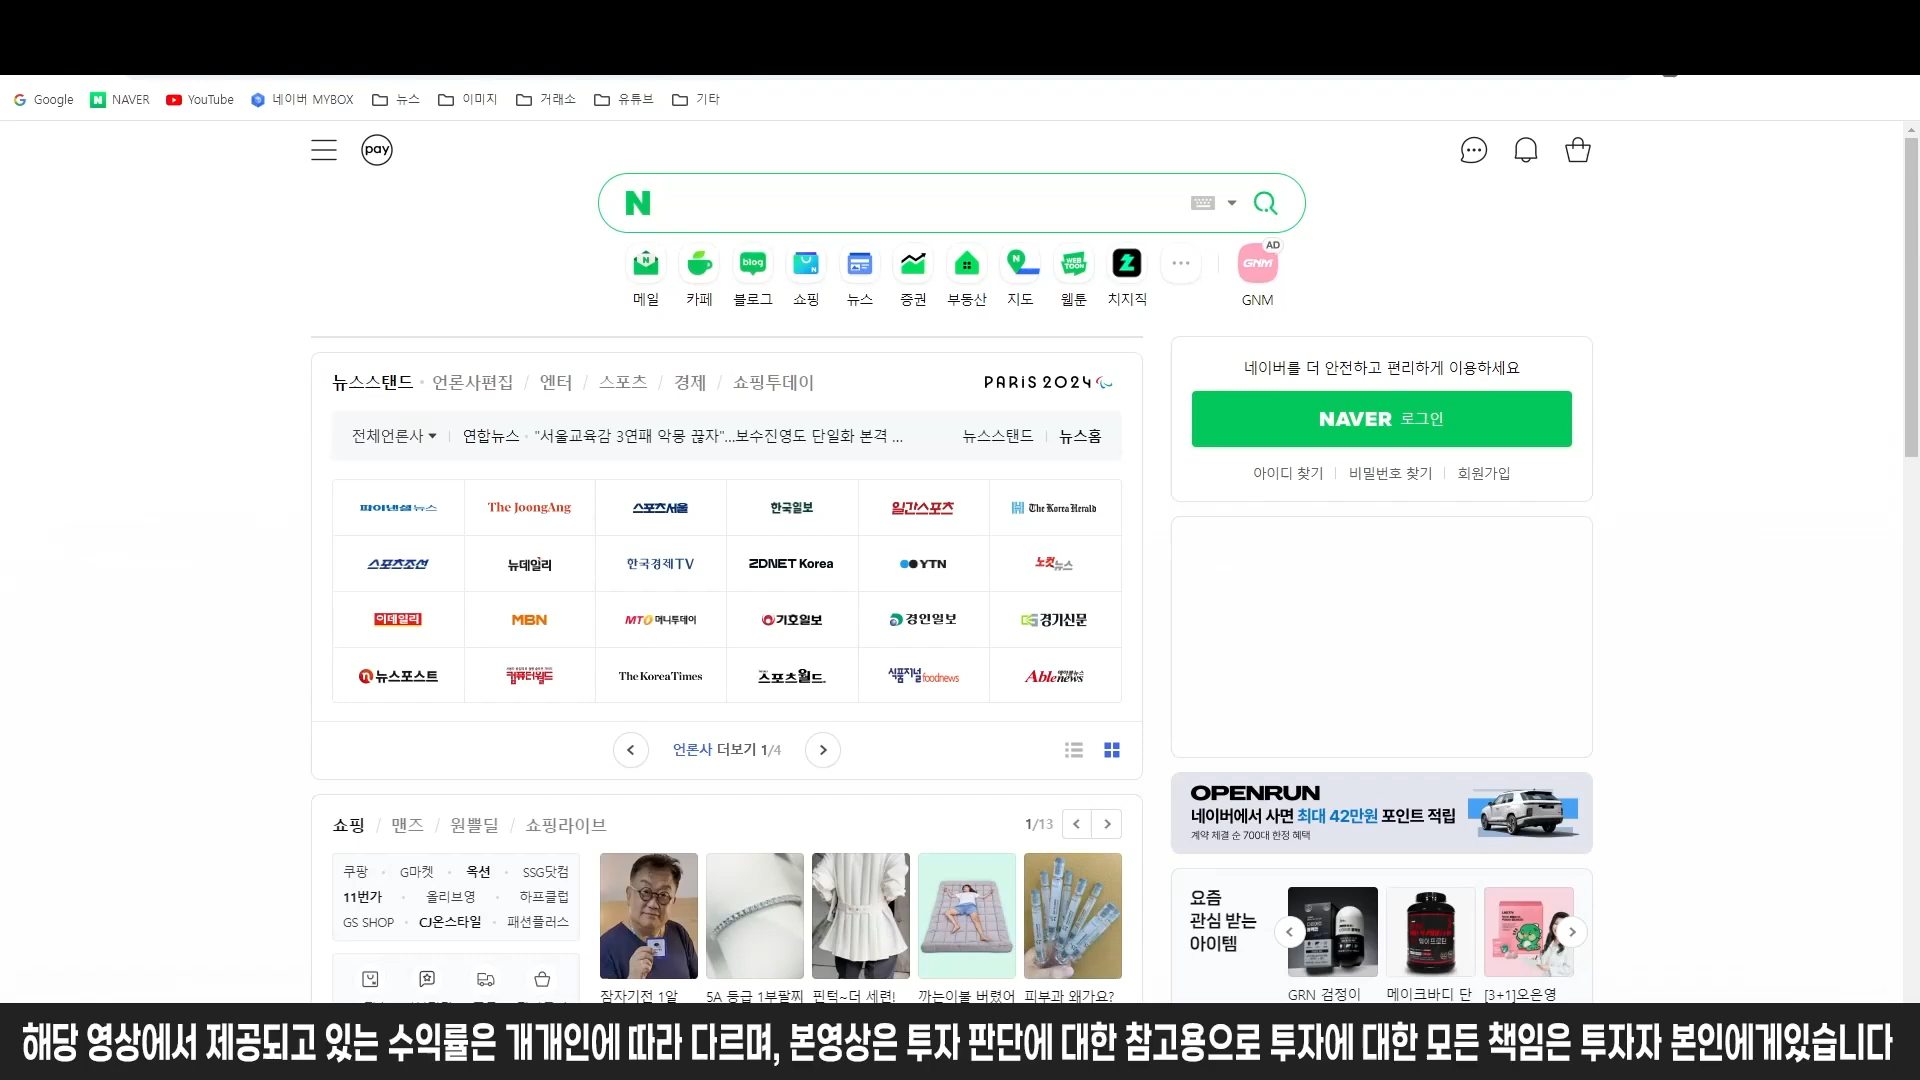 Google NAVER YouTube 네이버 MYBOX 뉴스 이미지 거래소 유튜브 기타
pay
N
메일 카페 블로그 쇼핑 뉴스 증권 부동산 지도 웹툰 치지직 GNM
blog WEB TOON GNM AD
뉴스스탠드 · 언론사편집 / 엔터 / 스포츠 / 경제 / 쇼핑투데이
PARIS 2024
전체언론사 연합뉴스 · "서울교육감 3연패 악몽 끊자"...보수진영도 단일화 본격 ... 뉴스스탠드 뉴스홈
파이낸셜뉴스 The JoongAng 스포츠서울 한국일보 일간스포츠 The Korea Herald
스포츠조선 뉴데일리 한국경제TV ZDNET Korea YTN 노컷뉴스
이데일리 MBN MT 머니투데이 기호일보 경인일보 경기신문
뉴스포스트 컴퓨터월드 The Korea Times 스포츠월드 식품저널 foodnews Ablenews
언론사 더보기 1/4
네이버를 더 안전하고 편리하게 이용하세요
NAVER 로그인
아이디 찾기 비밀번호 찾기 회원가입
OPENRUN
네이버에서 사면 최대 42만원 포인트 적립
계약 체결 순 700대 한정 혜택
쇼핑 / 맨즈 / 원쁠딜 / 쇼핑라이브
1/13
쿠팡 · G마켓 · 옥션 · SSG닷컴
11번가 · 올리브영 · 하프클럽
GS SHOP · CJ온스타일 · 패션플러스
잠자기전 1알 5A 등급 1부팔찌 핀턱~더 세련! 까는이불 버렸어 피부과 왜가요?
요즘
관심 받는
아이템
GRN 검정이 메이크바디 단 [3+1]오은영
해당 영상에서 제공되고 있는 수익률은 개개인에 따라 다르며, 본영상은 투자 판단에 대한 참고용으로 투자에 대한 모든 책임은 투자자 본인에게있습니다